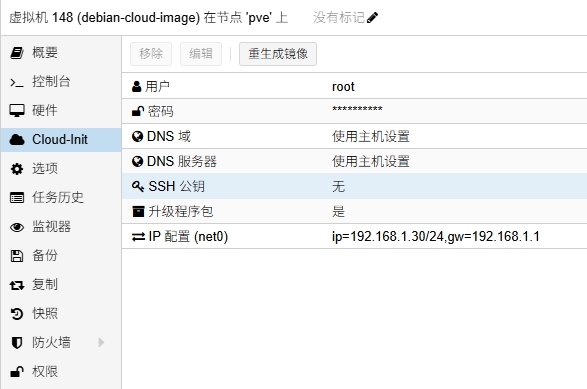 虚拟机 148 (debian-cloud-image) 在节点 'pve' 上 没有标记
概要
控制台
硬件
Cloud-Init
选项
任务历史
监视器
备份
复制
快照
防火墙
权限
移除 编辑 重生成镜像
用户 root
密码 **********
DNS 域 使用主机设置
DNS 服务器 使用主机设置
SSH 公钥 无
升级程序包 是
IP 配置 (net0) ip=192.168.1.30/24,gw=192.168.1.1